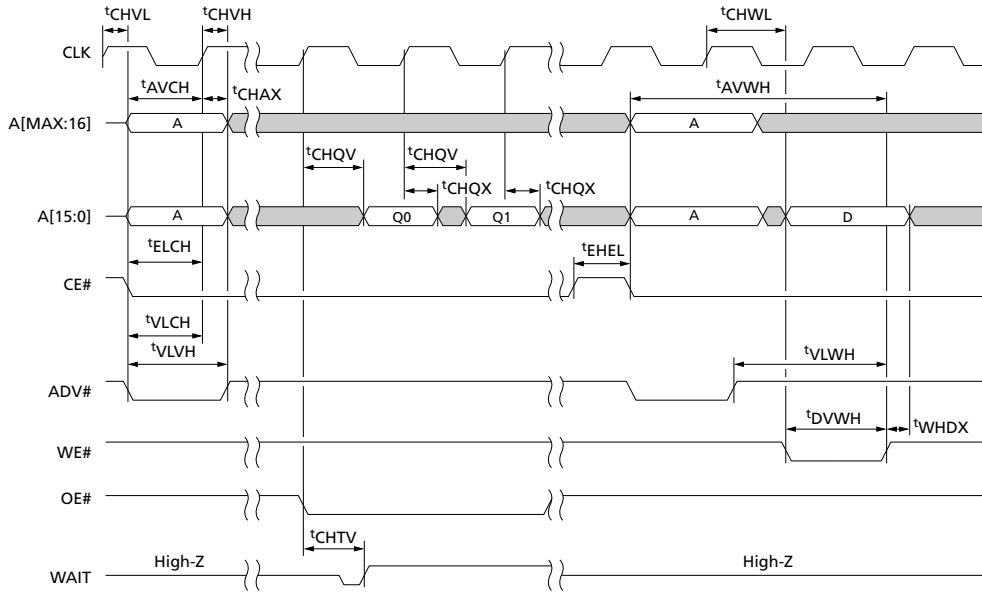 tCHVL
tCHVH
tCHWL
CLK
tAVCH
tCHAX
tAVWH
A[MAX:16]
A
A
tCHQV
tCHQV
tCHQX
tCHQX
A[15:0]
A
Q0
Q1
A
D
tELCH
tEHEL
CE#
tVLCH
tVLVH
tVLWH
ADV#
tDVWH
tWHDX
WE#
OE#
tCHTV
High-Z
High-Z
WAIT